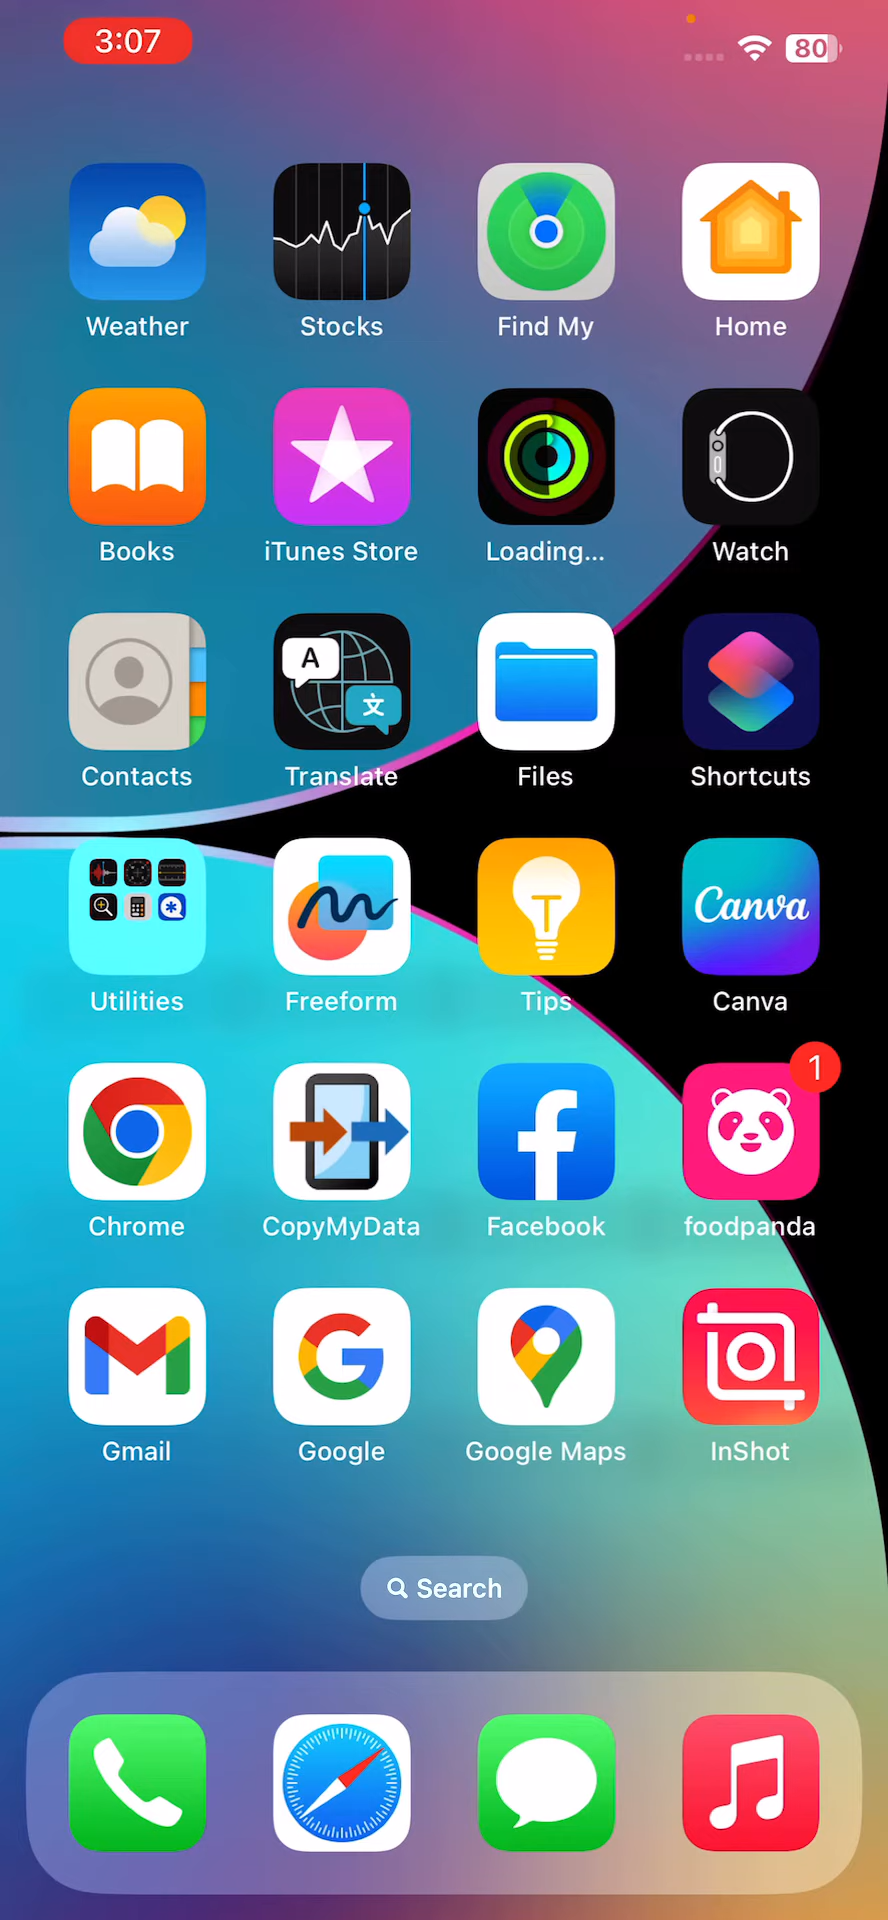 3:07
80
Weather Stocks Find My Home
Books iTunes Store Loading... Watch
A
文
Contacts Translate Files Shortcuts
Canva
Utilities Freeform Tips Canva
1
Chrome CopyMyData Facebook foodpanda
Gmail Google Google Maps InShot
Search